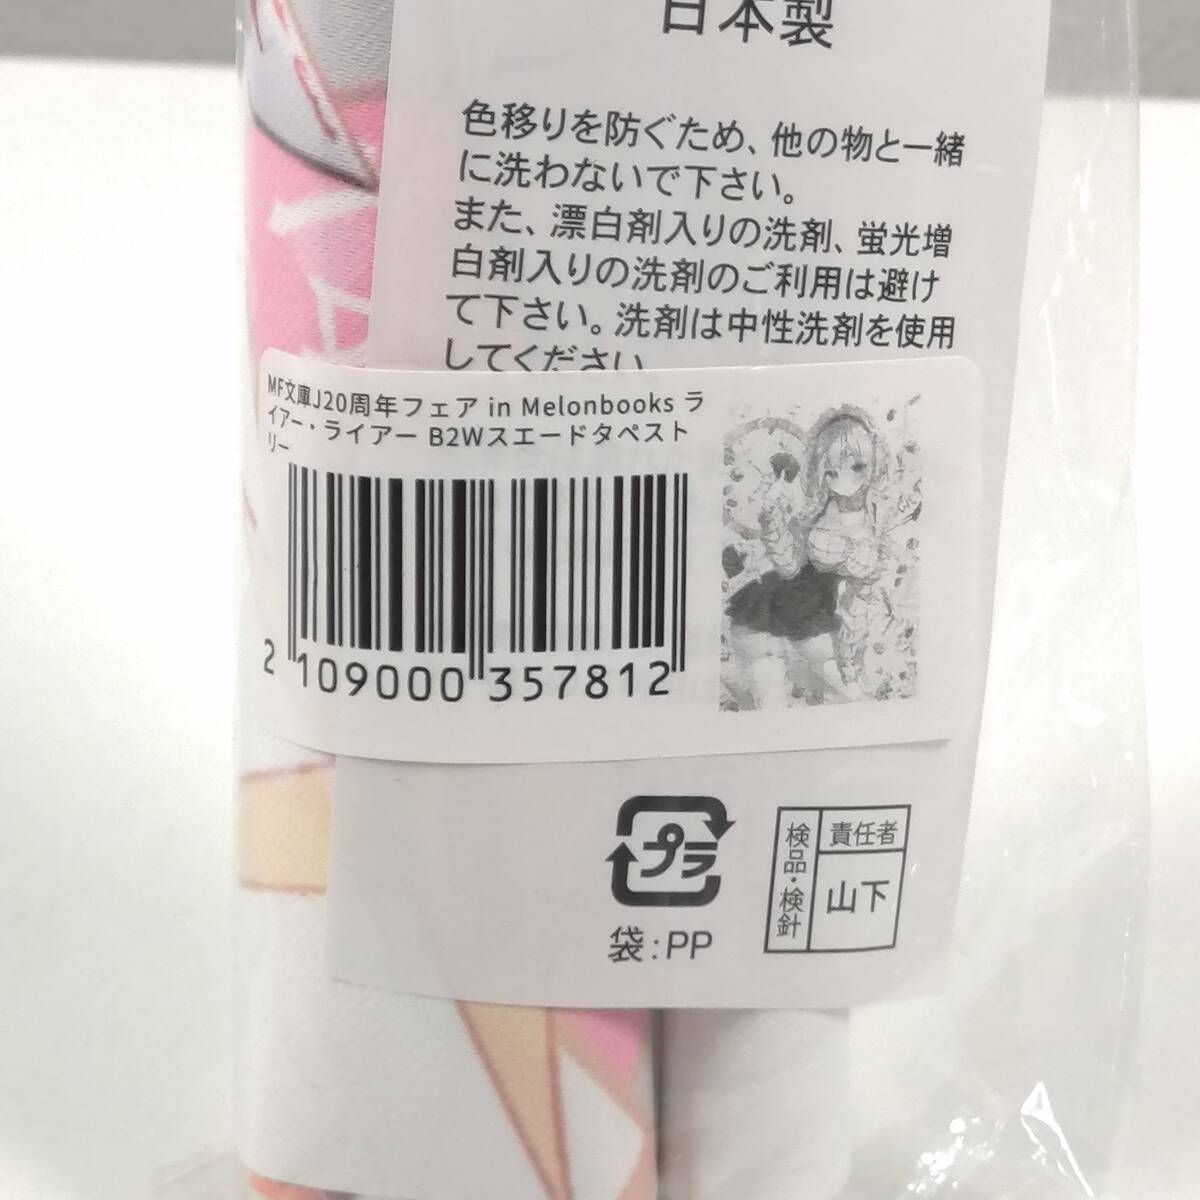 日本製
色移りを防ぐため、他の物と一緒
に洗わないで下さい。
また、漂白剤入りの洗剤、蛍光増
白剤入りの洗剤のご利用は避け
て下さい。洗剤は中性洗剤を使用
してください。
MF文庫J20周年フェア in Melonbooks ラ
イアー・ライアー B2Wスエードタペスト
リー
2 109000 357812
プラ
袋:PP
検品・検針
責任者
山下